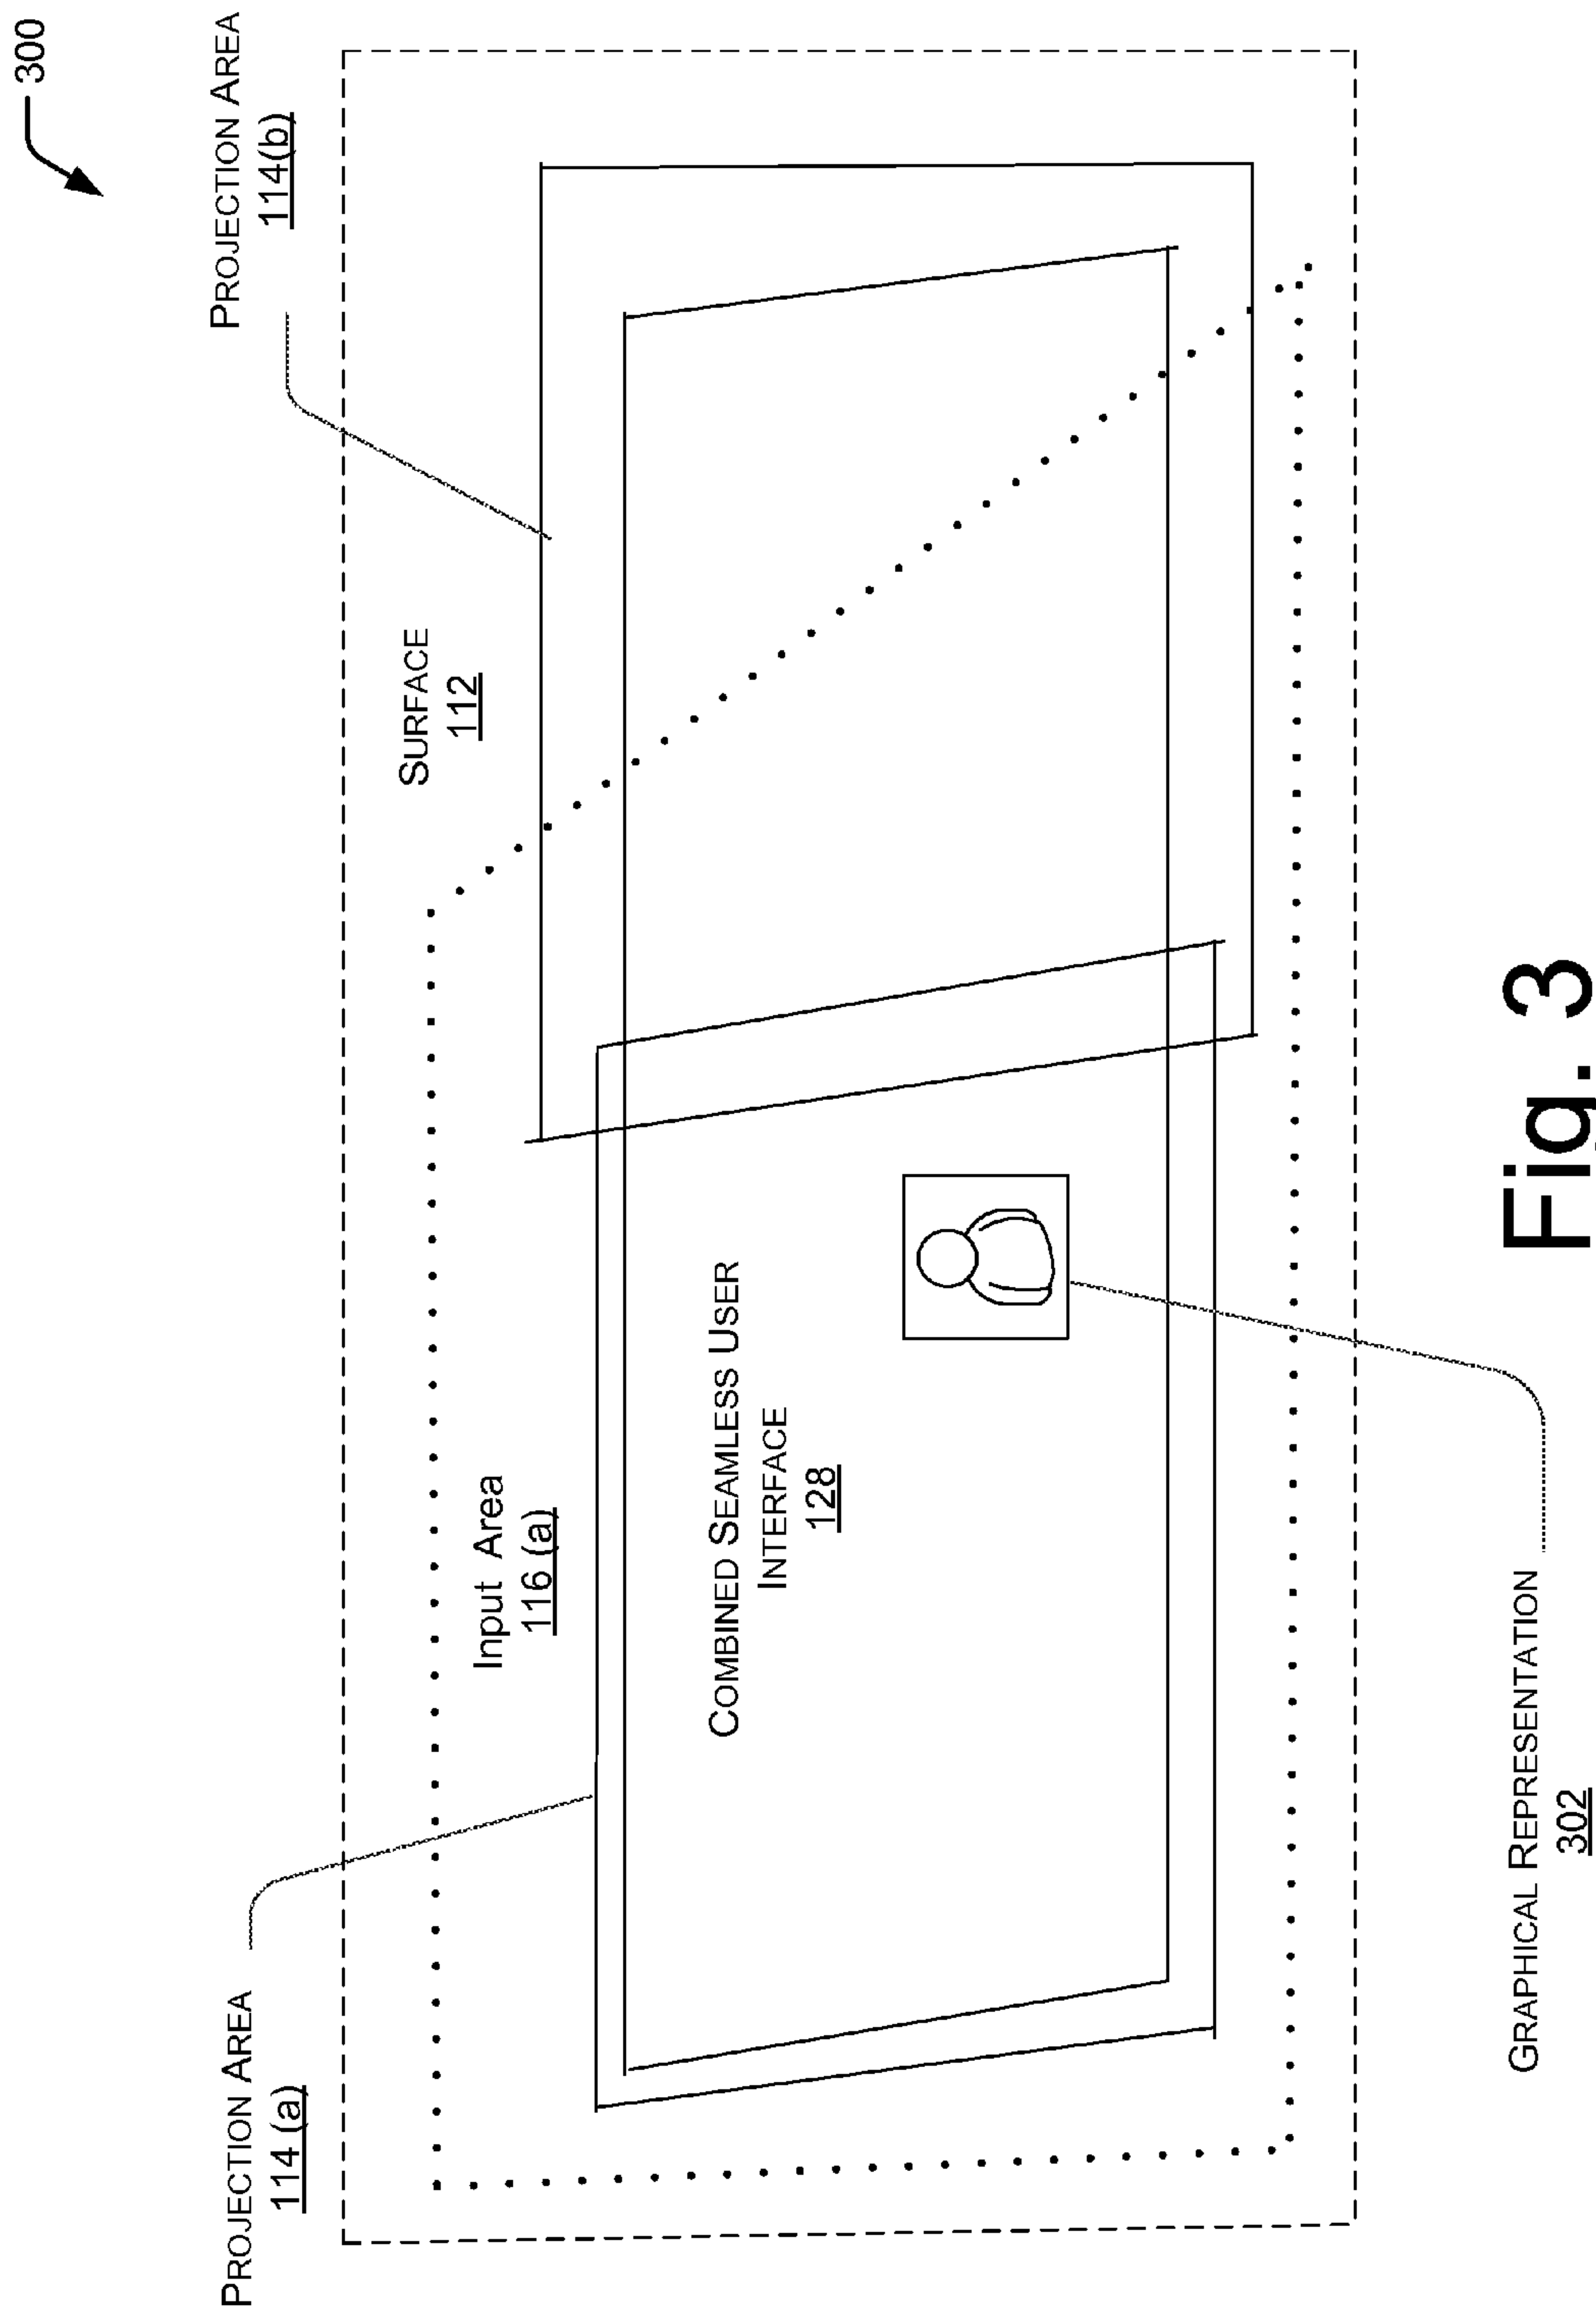 300
PROJECTION AREA
114 (a)
PROJECTION AREA
114(b)
SURFACE
112
Input Area
116 (a)
COMBINED SEAMLESS USER
INTERFACE
128
GRAPHICAL REPRESENTATION
302
Fig. 3